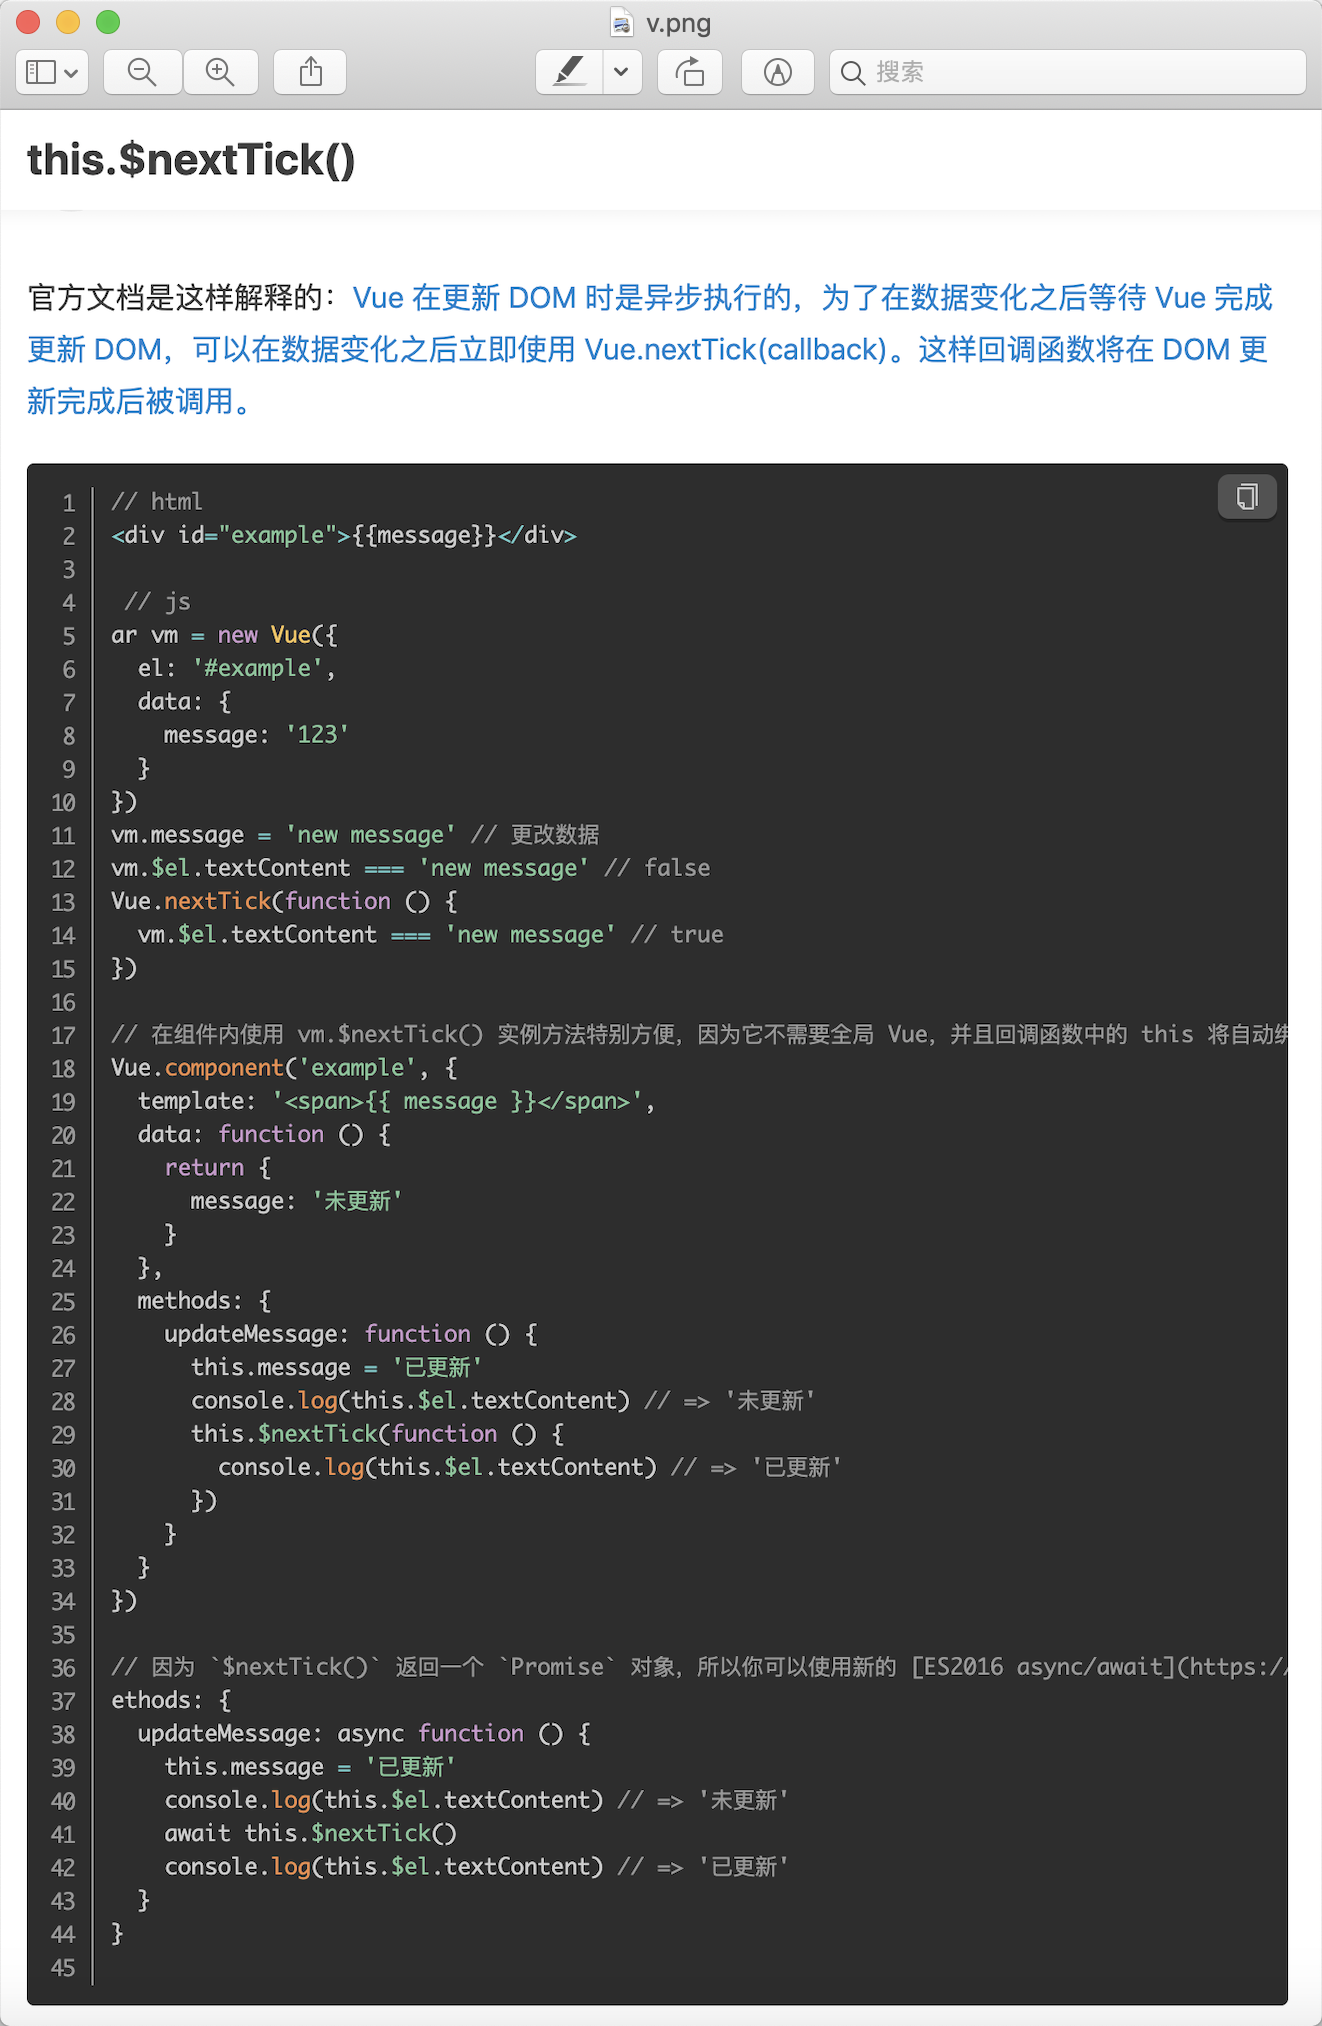 v.png
搜索
this.$nextTick()
官方文档是这样解释的：Vue 在更新 DOM 时是异步执行的，为了在数据变化之后等待 Vue 完成
更新 DOM，可以在数据变化之后立即使用 Vue.nextTick(callback)。这样回调函数将在 DOM 更
新完成后被调用。
1 // html
2 <div id="example">{{message}}</div>
3
4  // js
5 ar vm = new Vue({
6   el: '#example',
7   data: {
8     message: '123'
9   }
10 })
11 vm.message = 'new message' // 更改数据
12 vm.$el.textContent === 'new message' // false
13 Vue.nextTick(function () {
14   vm.$el.textContent === 'new message' // true
15 })
16
17 // 在组件内使用 vm.$nextTick() 实例方法特别方便，因为它不需要全局 Vue，并且回调函数中的 this 将自动绑
18 Vue.component('example', {
19   template: '<span>{{ message }}</span>',
20   data: function () {
21     return {
22       message: '未更新'
23     }
24   },
25   methods: {
26     updateMessage: function () {
27       this.message = '已更新'
28       console.log(this.$el.textContent) // => '未更新'
29       this.$nextTick(function () {
30         console.log(this.$el.textContent) // => '已更新'
31       })
32     }
33   }
34 })
35
36 // 因为 `$nextTick()` 返回一个 `Promise` 对象，所以你可以使用新的 [ES2016 async/await](https:/
37 ethods: {
38   updateMessage: async function () {
39     this.message = '已更新'
40     console.log(this.$el.textContent) // => '未更新'
41     await this.$nextTick()
42     console.log(this.$el.textContent) // => '已更新'
43   }
44 }
45